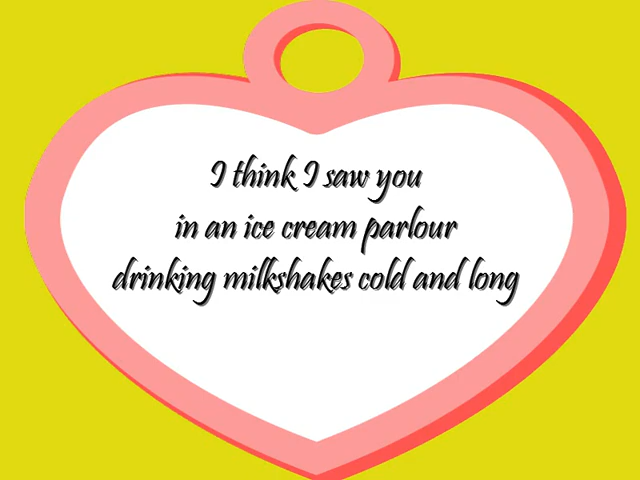 I think I saw you
in an ice cream parlour
drinking milkshakes cold and long